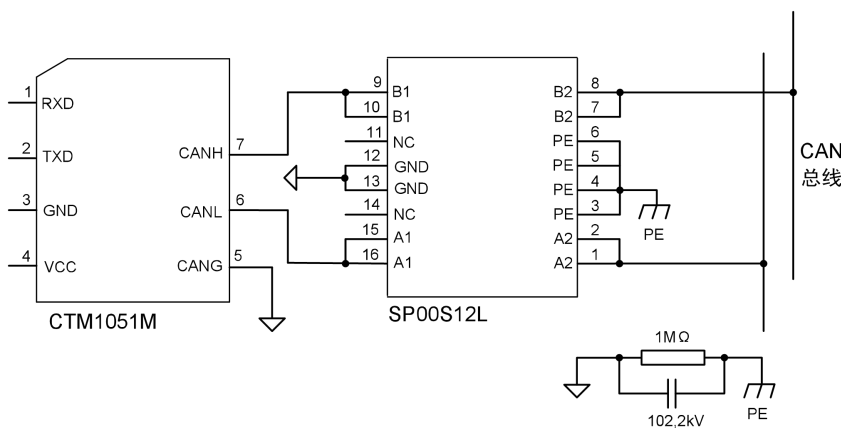 1
RXD
2
TXD
3
GND
4
VCC
CANH
7
CANL
6
CANG
5
CTM1051M
9
B1
10
B1
11
NC
12
GND
13
GND
14
NC
15
A1
16
A1
B2
8
B2
7
PE
6
PE
5
PE
4
PE
3
A2
2
A2
1
SP00S12L
PE
CAN
总线
1MΩ
102,2kV
PE